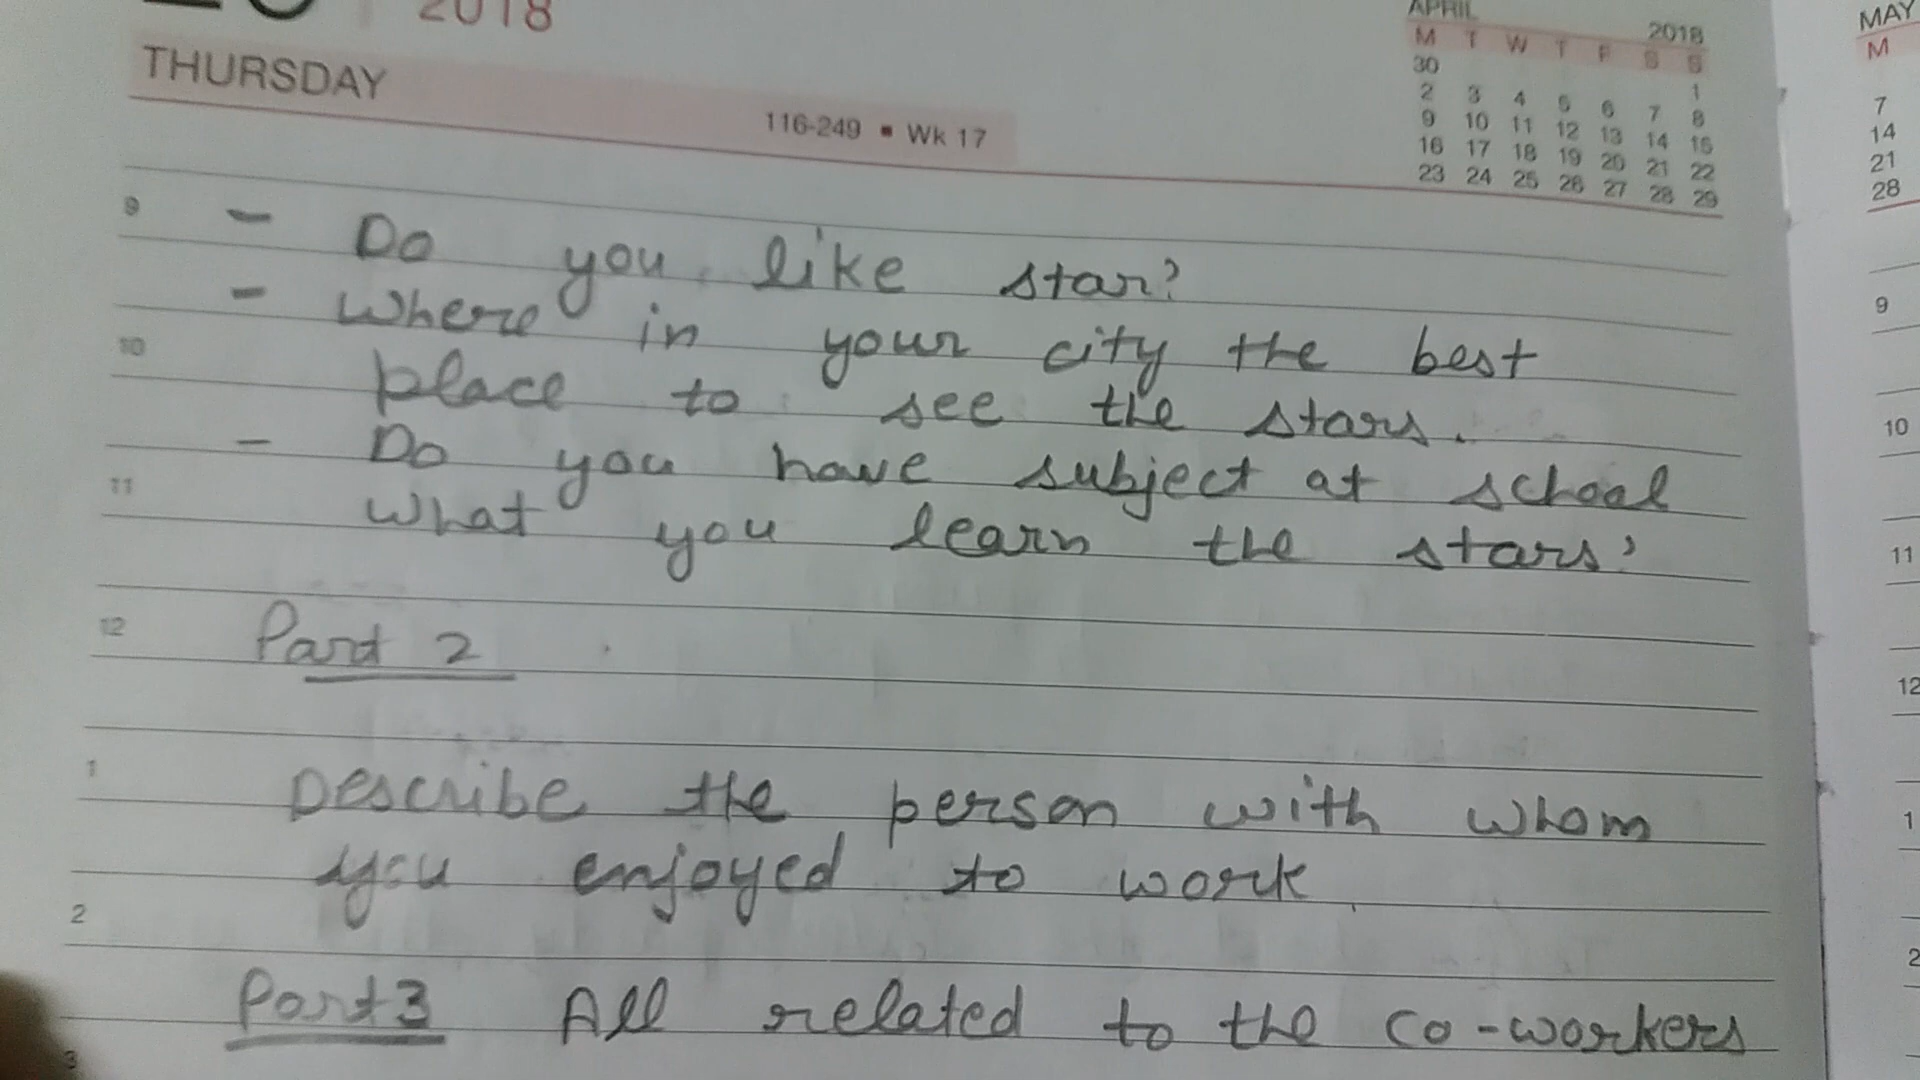 2018
THURSDAY
116-249 ▪ Wk 17
APRIL 2018
M T W T F S S
30 1
2 3 4 5 6 7 8
9 10 11 12 13 14 15
16 17 18 19 20 21 22
23 24 25 26 27 28 29
MAY
M
7
14
21
28
9 - Do you like star?
- Where in your city the best
10 place to see the stars.
- Do you have subject at school
11 what you learn the stars?
12 Part 2
1 Describe the person with whom
you enjoyed to work
2
Part 3 All related to the co-workers
3
9
10
11
12
1
2